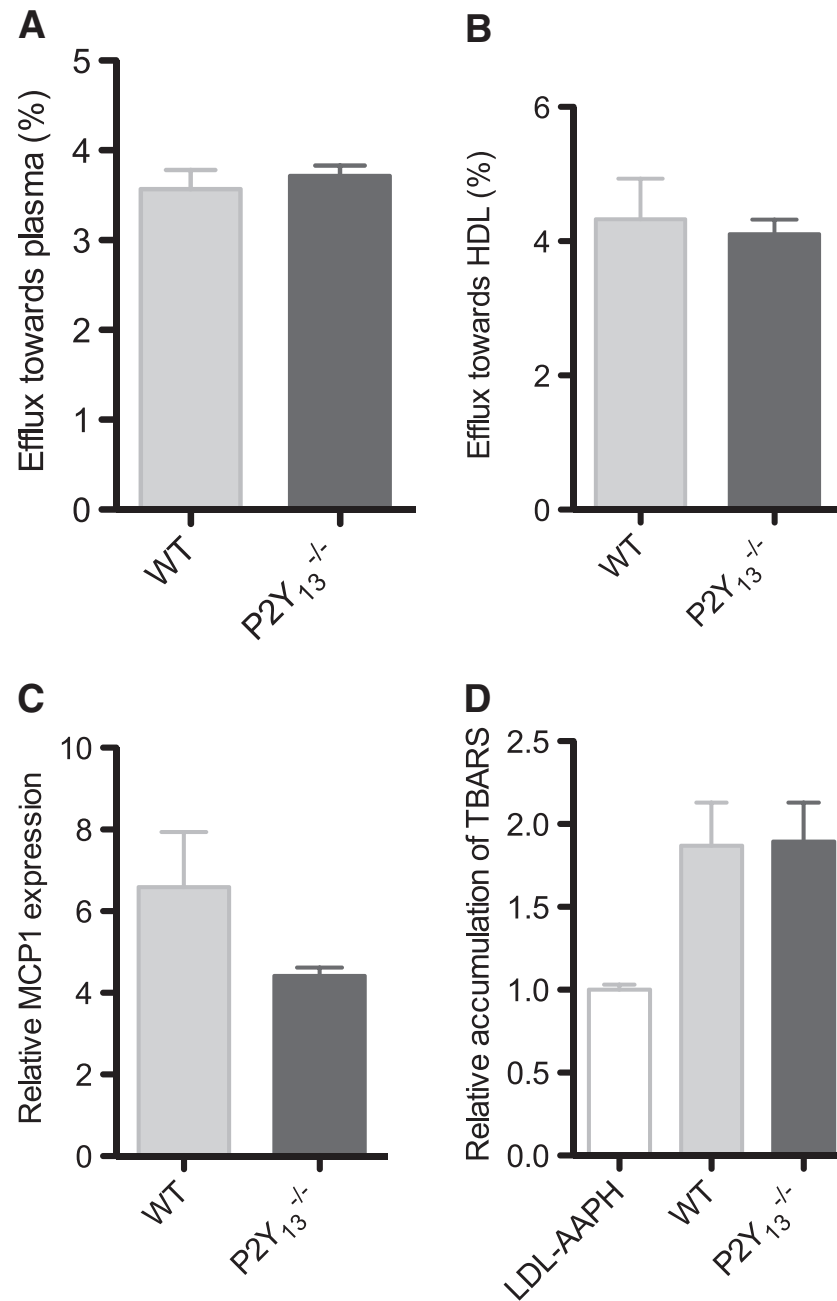 A
Efflux towards plasma (%)
5
4
3
2
1
0
WT
P2Y13 -/-
B
Efflux towards HDL (%)
6
4
2
0
WT
P2Y13 -/-
C
Relative MCP1 expression
10
8
6
4
2
0
WT
P2Y13 -/-
D
Relative accumulation of TBARS
2.5
2.0
1.5
1.0
0.5
0.0
LDL-AAPH
WT
P2Y13 -/-